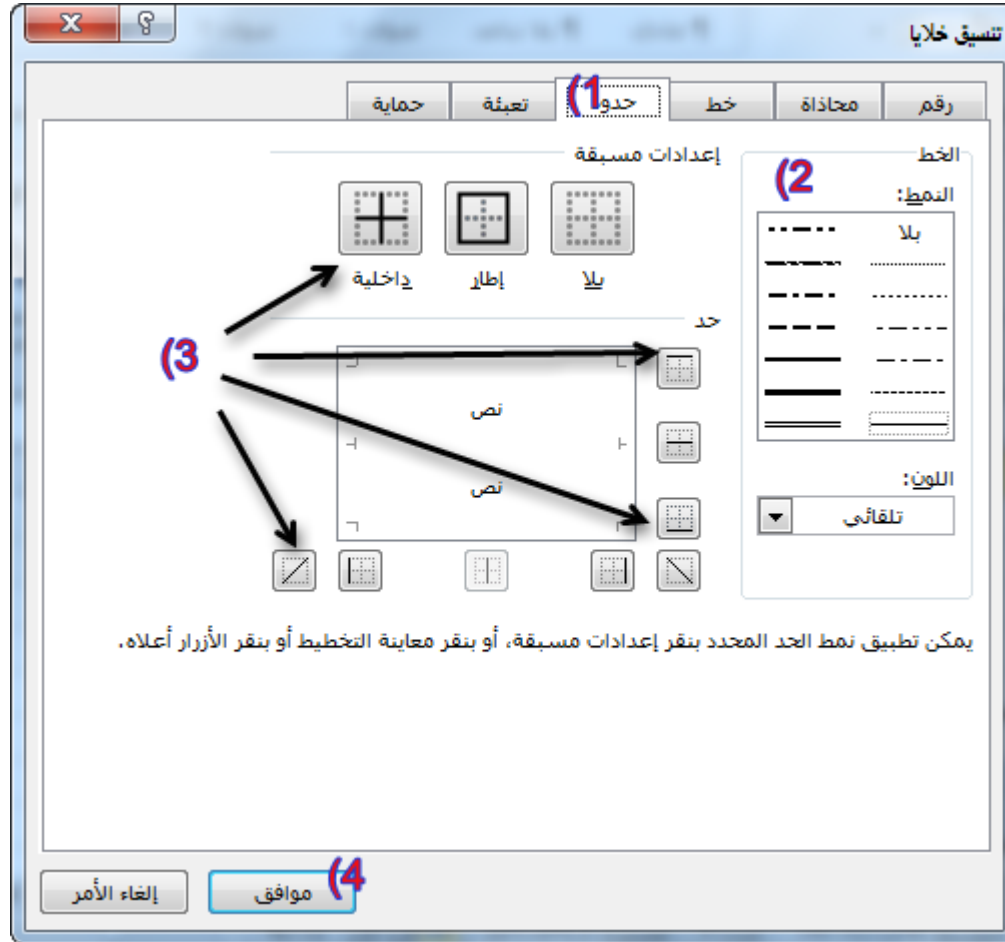 تنسيق خلايا
رقم محاذاة خط حدو (1 تعبئة حماية
الخط
(2
النمط:
بلا
اللون:
تلقائي
إعدادات مسبقة
بلا إطار داخلية
حد
(3
نص
نص
يمكن تطبيق نمط الحد المحدد بنقر إعدادات مسبقة، أو بنقر معاينة التخطيط أو بنقر الأزرار أعلاه.
(4
موافق إلغاء الأمر